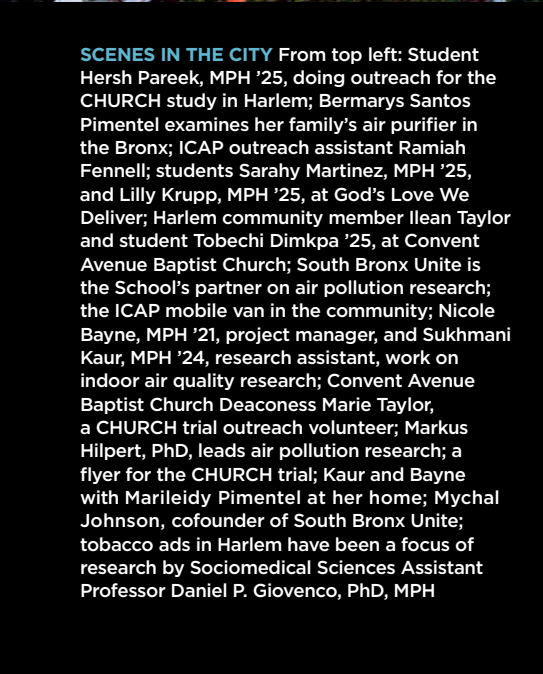 SCENES IN THE CITY From top left: Student
Hersh Pareek, MPH ’25, doing outreach for the
CHURCH study in Harlem; Bermarys Santos
Pimentel examines her family’s air purifier in
the Bronx; ICAP outreach assistant Ramiah
Fennell; students Sarahy Martinez, MPH ’25,
and Lilly Krupp, MPH ’25, at God’s Love We
Deliver; Harlem community member Ilean Taylor
and student Tobechi Dimkpa ’25, at Convent
Avenue Baptist Church; South Bronx Unite is
the School’s partner on air pollution research;
the ICAP mobile van in the community; Nicole
Bayne, MPH ’21, project manager, and Sukhmani
Kaur, MPH ’24, research assistant, work on
indoor air quality research; Convent Avenue
Baptist Church Deaconess Marie Taylor,
a CHURCH trial outreach volunteer; Markus
Hilpert, PhD, leads air pollution research; a
flyer for the CHURCH trial; Kaur and Bayne
with Marileidy Pimentel at her home; Mychal
Johnson, cofounder of South Bronx Unite;
tobacco ads in Harlem have been a focus of
research by Sociomedical Sciences Assistant
Professor Daniel P. Giovenco, PhD, MPH